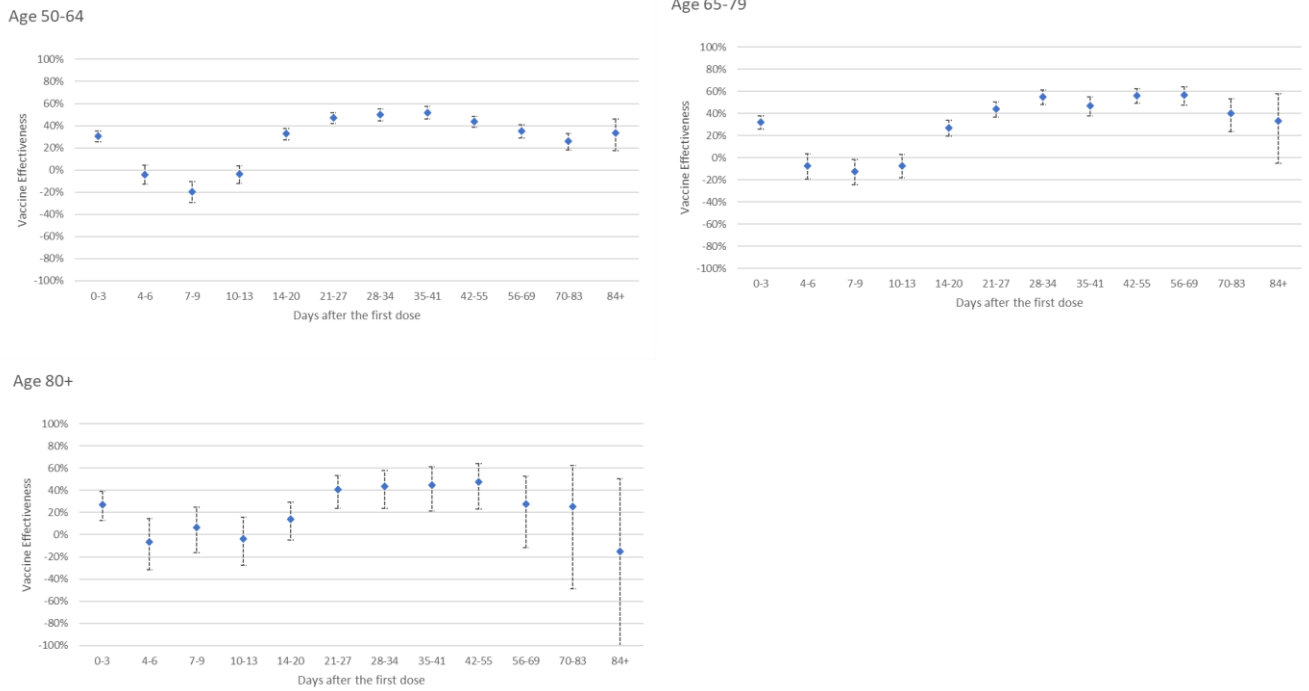 Age 50-64
100%
80%
60%
40%
20%
0%
-20%
-40%
-60%
-80%
-100%
Vaccine Effectiveness
0-3 4-6 7-9 10-13 14-20 21-27 28-34 35-41 42-55 56-69 70-83 84+
Days after the first dose
Age 65-79
100%
80%
60%
40%
20%
0%
-20%
-40%
-60%
-80%
-100%
Vaccine Effectiveness
0-3 4-6 7-9 10-13 14-20 21-27 28-34 35-41 42-55 56-69 70-83 84+
Days after the first dose
Age 80+
100%
80%
60%
40%
20%
0%
-20%
-40%
-60%
-80%
-100%
Vaccine Effectiveness
0-3 4-6 7-9 10-13 14-20 21-27 28-34 35-41 42-55 56-69 70-83 84+
Days after the first dose